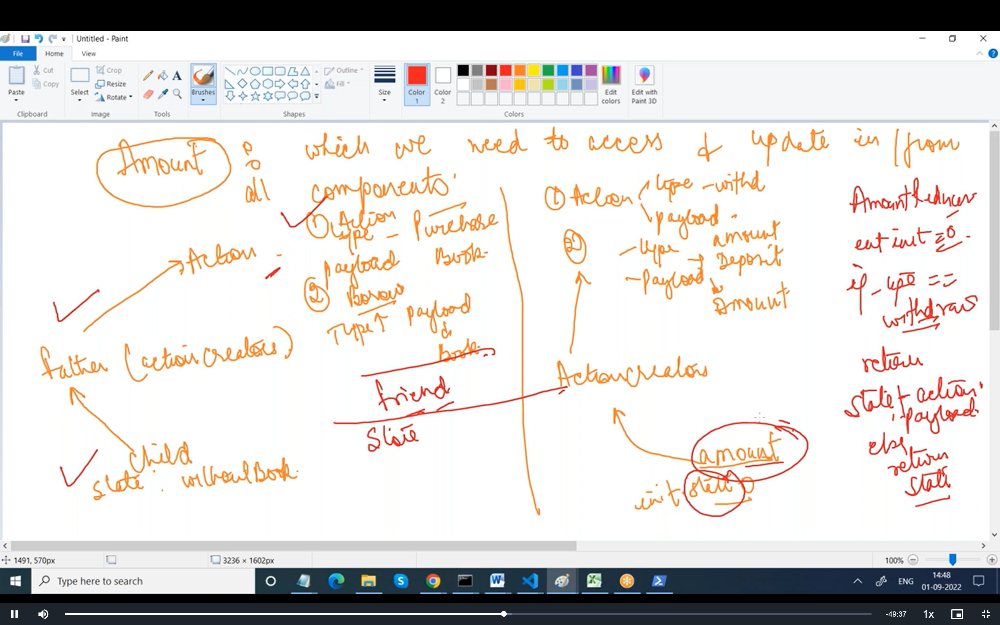 Untitled - Paint
File Home View
Paste Cut Copy Clipboard
Select Crop Resize Rotate Image
Tools
Brushes
Shapes Outline Fill
Size
Color 1 Color 2
Edit colors
Colors
Edit with Paint 3D
Amount
which we need to access & update in / from
all components
① Action
type - Purchase Book
payload
② Borrow
Type ↑ payload
Book
Action
father (action creators)
child
state : without Book
friend
State
① Action type - withd
payload - amount
② - type → Deposit
- payload Amount
Action creators
amount
init state 0
Amount Reducer
init = 0
if - type ==
withdraw
return
state + action
. payload
else
return
state
1491, 570px
3236 × 1602px
100%
Type here to search
ENG
14:48
01-09-2022
-49:37
1x